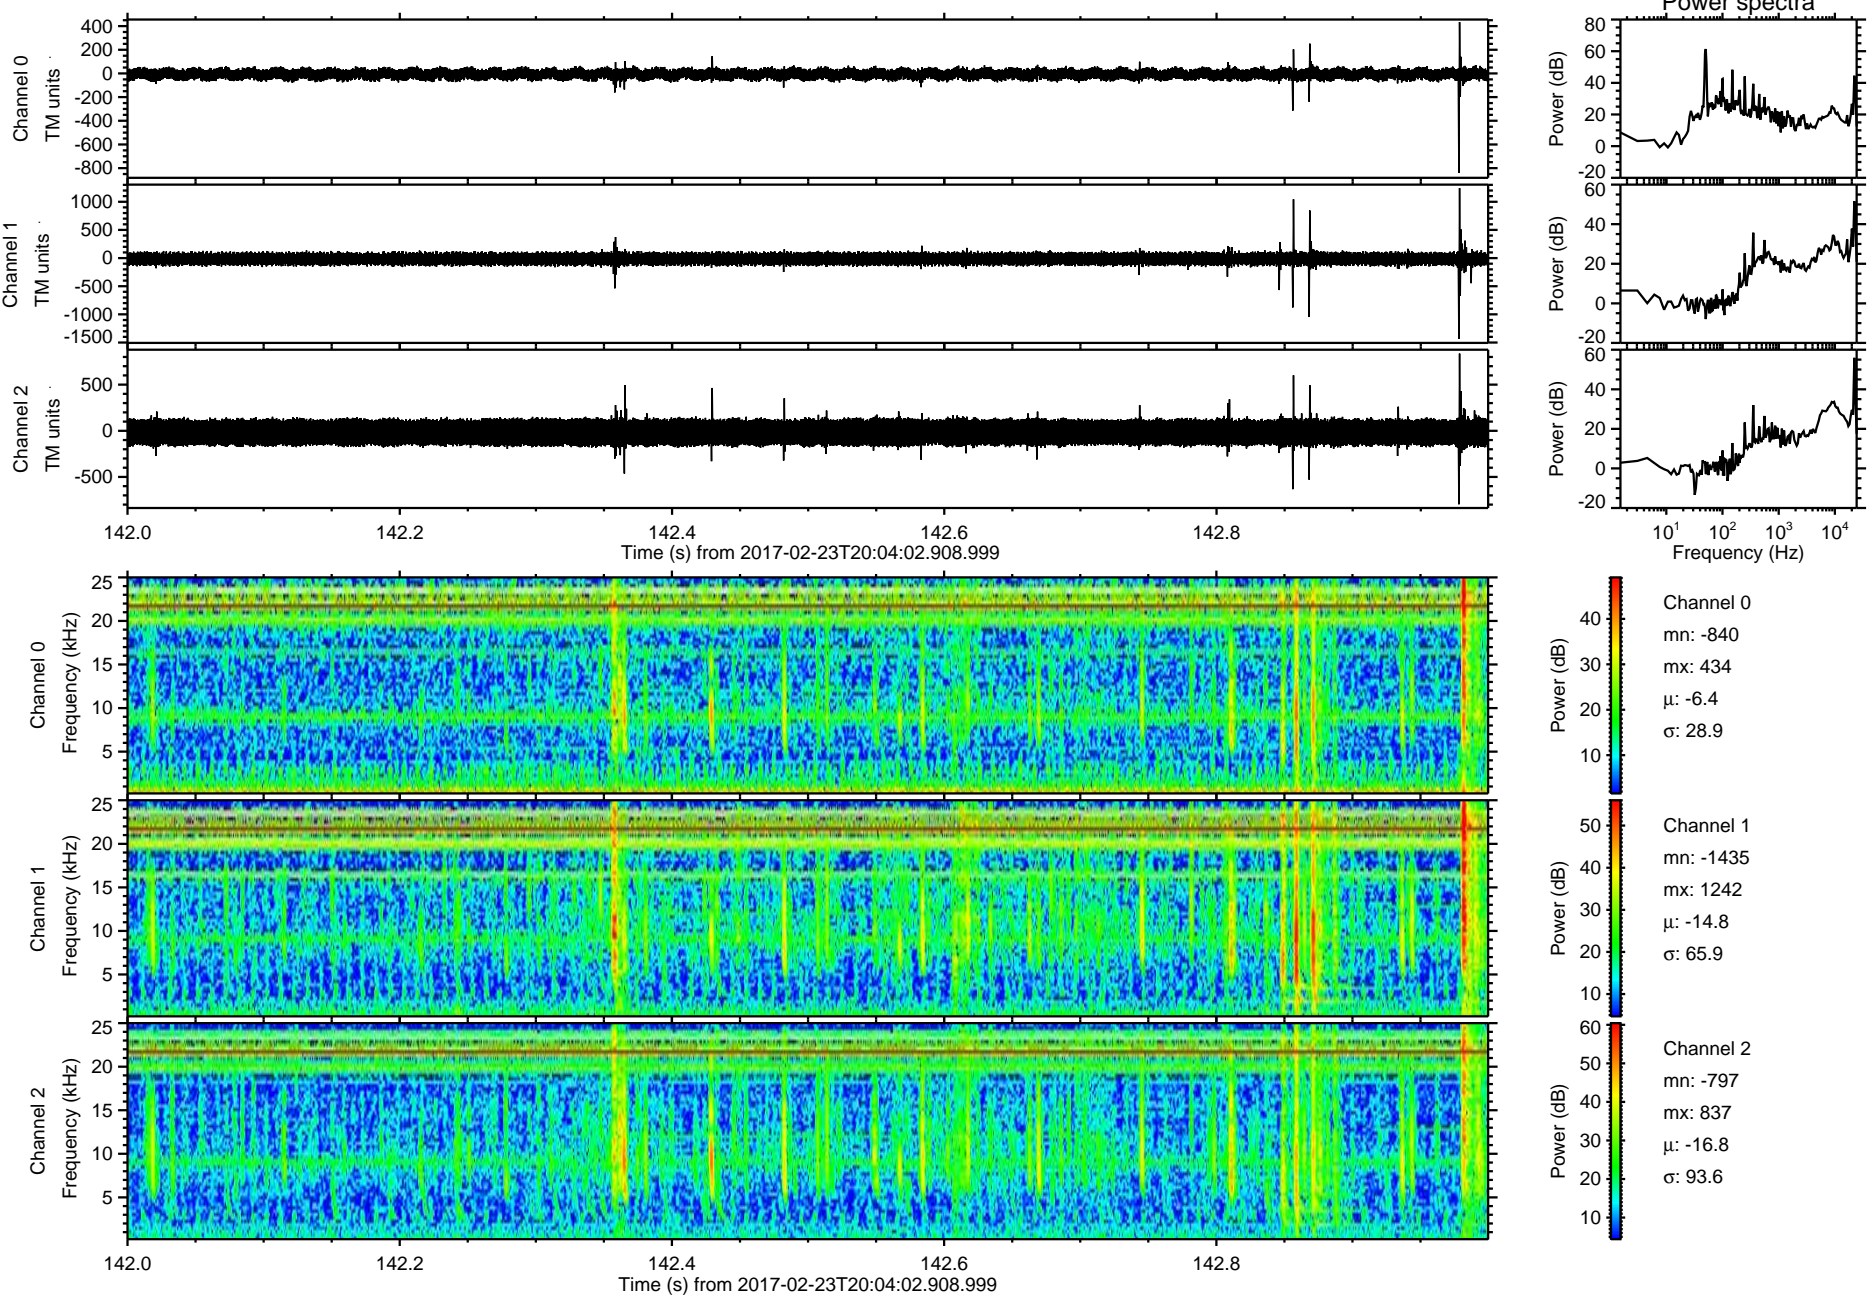 Power spectra
Channel 0
TM units
400
200
0
-200
-400
-600
-800
Power (dB)
80
60
40
20
0
-20
Channel 1
TM units
1000
500
0
-500
-1000
-1500
Power (dB)
60
40
20
0
-20
Channel 2
TM units
500
0
-500
Power (dB)
60
40
20
0
-20
142.0 142.2 142.4 142.6 142.8
Time (s) from 2017-02-23T20:04:02.908.999
10^1 10^2 10^3 10^4
Frequency (Hz)
Channel 0
Frequency (kHz)
25
20
15
10
5
Power (dB)
40
30
20
10
Channel 0
mn: -840
mx: 434
μ: -6.4
σ: 28.9
Channel 1
Frequency (kHz)
25
20
15
10
5
Power (dB)
50
40
30
20
10
Channel 1
mn: -1435
mx: 1242
μ: -14.8
σ: 65.9
Channel 2
Frequency (kHz)
25
20
15
10
5
Power (dB)
60
50
40
30
20
10
Channel 2
mn: -797
mx: 837
μ: -16.8
σ: 93.6
142.0 142.2 142.4 142.6 142.8
Time (s) from 2017-02-23T20:04:02.908.999